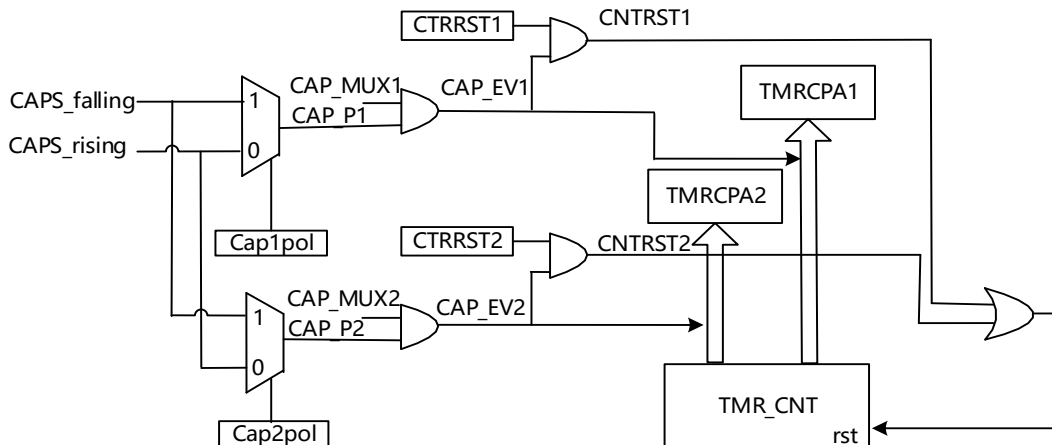 CTRRST1
CNTRST1
CAP_MUX1
CAP_EV1
TMRCPA1
CAPS_falling
1
CAP_P1
CAPS_rising
0
TMRCPA2
Cap1pol
CTRRST2
CNTRST2
CAP_MUX2
CAP_EV2
1
CAP_P2
0
TMR_CNT
Cap2pol
rst